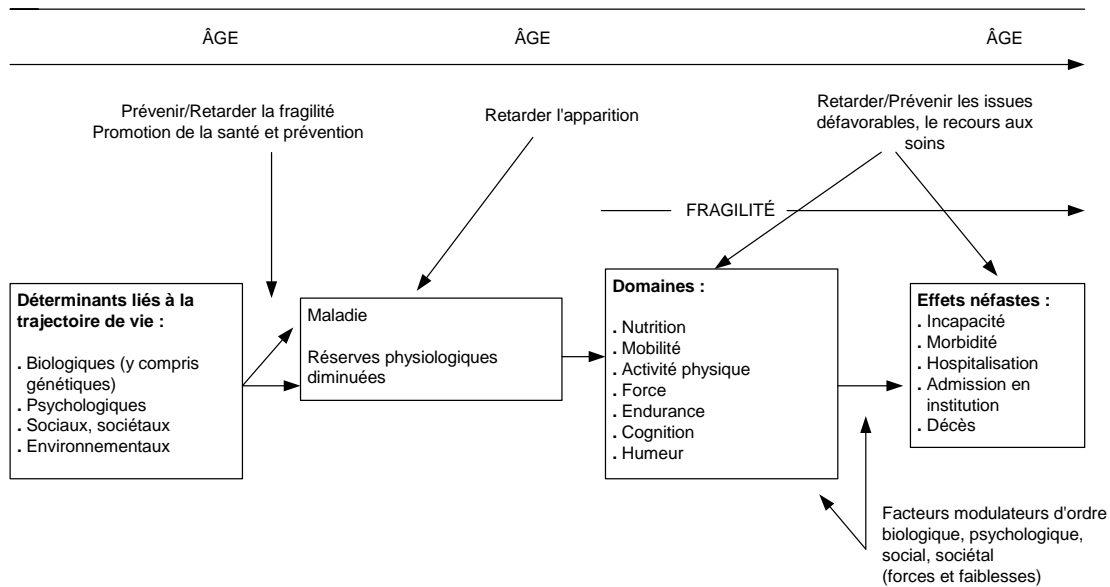 ÂGE ÂGE ÂGE
Prévenir/Retarder la fragilité
Promotion de la santé et prévention
Retarder l'apparition
Retarder/Prévenir les issues
défavorables, le recours aux
soins
FRAGILITÉ
Déterminants liés à la
trajectoire de vie :
. Biologiques (y compris
génétiques)
. Psychologiques
. Sociaux, sociétaux
. Environnementaux
Maladie
Réserves physiologiques
diminuées
Domaines :
. Nutrition
. Mobilité
. Activité physique
. Force
. Endurance
. Cognition
. Humeur
Effets néfastes :
. Incapacité
. Morbidité
. Hospitalisation
. Admission en
institution
. Décès
Facteurs modulateurs d'ordre
biologique, psychologique,
social, sociétal
(forces et faiblesses)